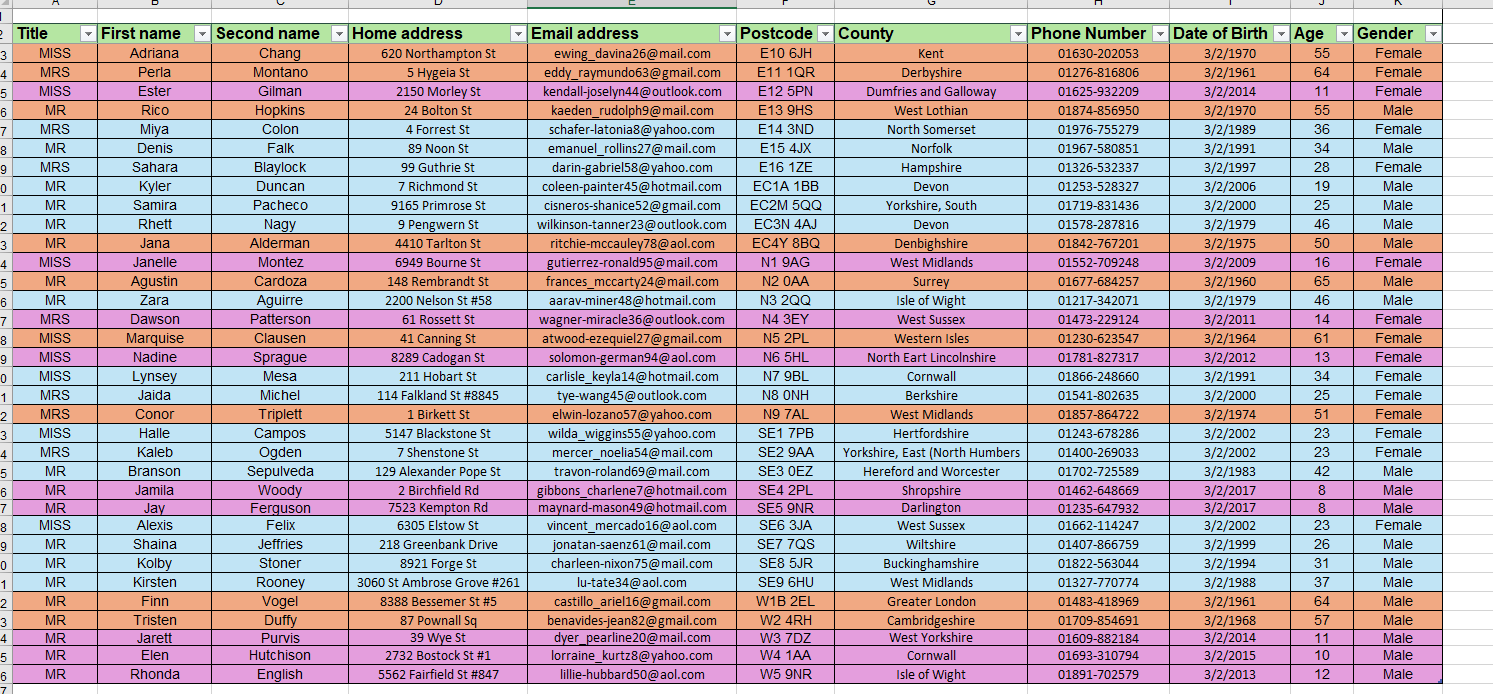 A B C D E F G H I J K
1
2 Title First name Second name Home address Email address Postcode County Phone Number Date of Birth Age Gender
3 MISS Adriana Chang 620 Northampton St ewing_davina26@mail.com E10 6JH Kent 01630-202053 3/2/1970 55 Female
4 MRS Perla Montano 5 Hygeia St eddy_raymundo63@gmail.com E11 1QR Derbyshire 01276-816806 3/2/1961 64 Female
5 MISS Ester Gilman 2150 Morley St kendall-joselyn44@outlook.com E12 5PN Dumfries and Galloway 01625-932209 3/2/2014 11 Female
6 MR Rico Hopkins 24 Bolton St kaeden_rudolph9@mail.com E13 9HS West Lothian 01874-856950 3/2/1970 55 Male
7 MRS Miya Colon 4 Forrest St schafer-latonia8@yahoo.com E14 3ND North Somerset 01976-755279 3/2/1989 36 Female
8 MR Denis Falk 89 Noon St emanuel_rollins27@mail.com E15 4JX Norfolk 01967-580851 3/2/1991 34 Male
9 MRS Sahara Blaylock 99 Guthrie St darin-gabriel58@yahoo.com E16 1ZE Hampshire 01326-532337 3/2/1997 28 Female
0 MR Kyler Duncan 7 Richmond St coleen-painter45@hotmail.com EC1A 1BB Devon 01253-528327 3/2/2006 19 Male
1 MR Samira Pacheco 9165 Primrose St cisneros-shanice52@gmail.com EC2M 5QQ Yorkshire, South 01719-831436 3/2/2000 25 Male
2 MR Rhett Nagy 9 Pengwern St wilkinson-tanner23@outlook.com EC3N 4AJ Devon 01578-287816 3/2/1979 46 Male
3 MR Jana Alderman 4410 Tarlton St ritchie-mccauley78@aol.com EC4Y 8BQ Denbighshire 01842-767201 3/2/1975 50 Male
4 MISS Janelle Montez 6949 Bourne St gutierrez-ronald95@mail.com N1 9AG West Midlands 01552-709248 3/2/2009 16 Female
5 MR Agustin Cardoza 148 Rembrandt St frances_mccarty24@mail.com N2 0AA Surrey 01677-684257 3/2/1960 65 Male
6 MR Zara Aguirre 2200 Nelson St #58 aarav-miner48@hotmail.com N3 2QQ Isle of Wight 01217-342071 3/2/1979 46 Male
7 MRS Dawson Patterson 61 Rossett St wagner-miracle36@outlook.com N4 3EY West Sussex 01473-229124 3/2/2011 14 Female
8 MISS Marquise Clausen 41 Canning St atwood-ezequiel27@gmail.com N5 2PL Western Isles 01230-623547 3/2/1964 61 Female
9 MISS Nadine Sprague 8289 Cadogan St solomon-german94@aol.com N6 5HL North Eart Lincolnshire 01781-827317 3/2/2012 13 Female
0 MISS Lynsey Mesa 211 Hobart St carlisle_keyla14@hotmail.com N7 9BL Cornwall 01866-248660 3/2/1991 34 Female
1 MRS Jaida Michel 114 Falkland St #8845 tye-wang45@outlook.com N8 0NH Berkshire 01541-802635 3/2/2000 25 Female
2 MRS Conor Triplett 1 Birkett St elwin-lozano57@yahoo.com N9 7AL West Midlands 01857-864722 3/2/1974 51 Female
3 MISS Halle Campos 5147 Blackstone St wilda_wiggins55@yahoo.com SE1 7PB Hertfordshire 01243-678286 3/2/2002 23 Female
4 MRS Kaleb Ogden 7 Shenstone St mercer_noelia54@mail.com SE2 9AA Yorkshire, East (North Humbers 01400-269033 3/2/2002 23 Female
5 MR Branson Sepulveda 129 Alexander Pope St travon-roland69@mail.com SE3 0EZ Hereford and Worcester 01702-725589 3/2/1983 42 Male
6 MR Jamila Woody 2 Birchfield Rd gibbons_charlene7@hotmail.com SE4 2PL Shropshire 01462-648669 3/2/2017 8 Male
7 MR Jay Ferguson 7523 Kempton Rd maynard-mason49@hotmail.com SE5 9NR Darlington 01235-647932 3/2/2017 8 Male
8 MISS Alexis Felix 6305 Elstow St vincent_mercado16@aol.com SE6 3JA West Sussex 01662-114247 3/2/2002 23 Female
9 MR Shaina Jeffries 218 Greenbank Drive jonatan-saenz61@mail.com SE7 7QS Wiltshire 01407-866759 3/2/1999 26 Male
0 MR Kolby Stoner 8921 Forge St charleen-nixon75@mail.com SE8 5JR Buckinghamshire 01822-563044 3/2/1994 31 Male
1 MR Kirsten Rooney 3060 St Ambrose Grove #261 lu-tate34@aol.com SE9 6HU West Midlands 01327-770774 3/2/1988 37 Male
2 MR Finn Vogel 8388 Bessemer St #5 castillo_ariel16@gmail.com W1B 2EL Greater London 01483-418969 3/2/1961 64 Male
3 MR Tristen Duffy 87 Pownall Sq benavides-jean82@gmail.com W2 4RH Cambridgeshire 01709-854691 3/2/1968 57 Male
4 MR Jarett Purvis 39 Wye St dyer_pearline20@mail.com W3 7DZ West Yorkshire 01609-882184 3/2/2014 11 Male
5 MR Elen Hutchison 2732 Bostock St #1 lorraine_kurtz8@yahoo.com W4 1AA Cornwall 01693-310794 3/2/2015 10 Male
6 MR Rhonda English 5562 Fairfield St #847 lillie-hubbard50@aol.com W5 9NR Isle of Wight 01891-702579 3/2/2013 12 Male
7